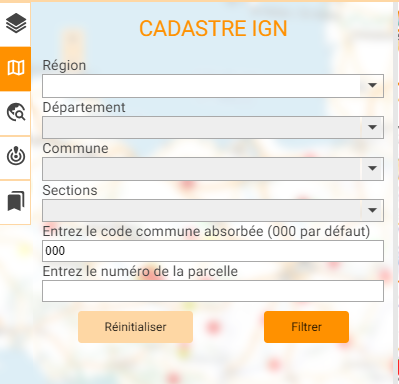 CADASTRE IGN
Région
Département
Commune
Sections
Entrez le code commune absorbée (000 par défaut)
000
Entrez le numéro de la parcelle
Réinitialiser Filtrer